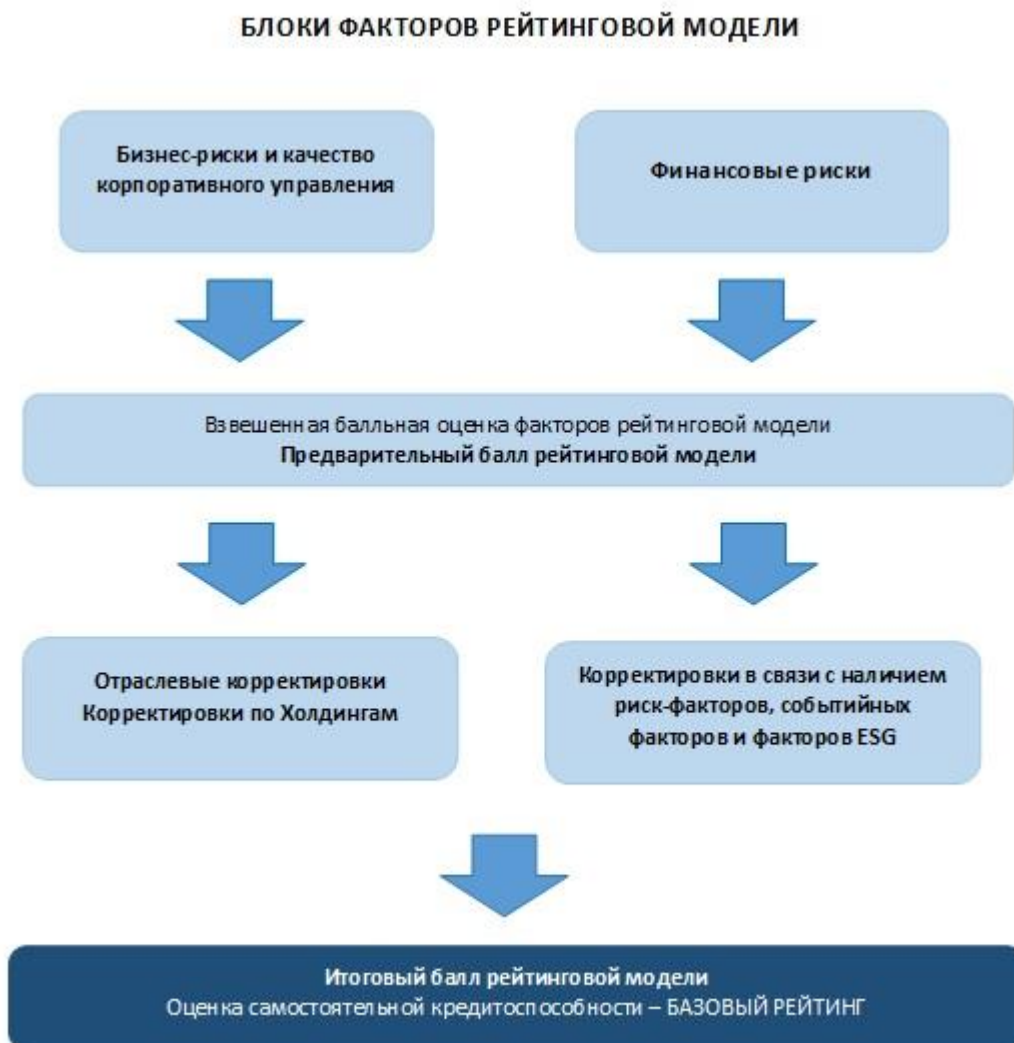 БЛОКИ ФАКТОРОВ РЕЙТИНГОВОЙ МОДЕЛИ
Бизнес-риски и качество
корпоративного управления
Финансовые риски
Взвешенная балльная оценка факторов рейтинговой модели
Предварительный балл рейтинговой модели
Отраслевые корректировки
Корректировки по Холдингам
Корректировки в связи с наличием
риск-факторов, событийных
факторов и факторов ESG
Итоговый балл рейтинговой модели
Оценка самостоятельной кредитоспособности – БАЗОВЫЙ РЕЙТИНГ